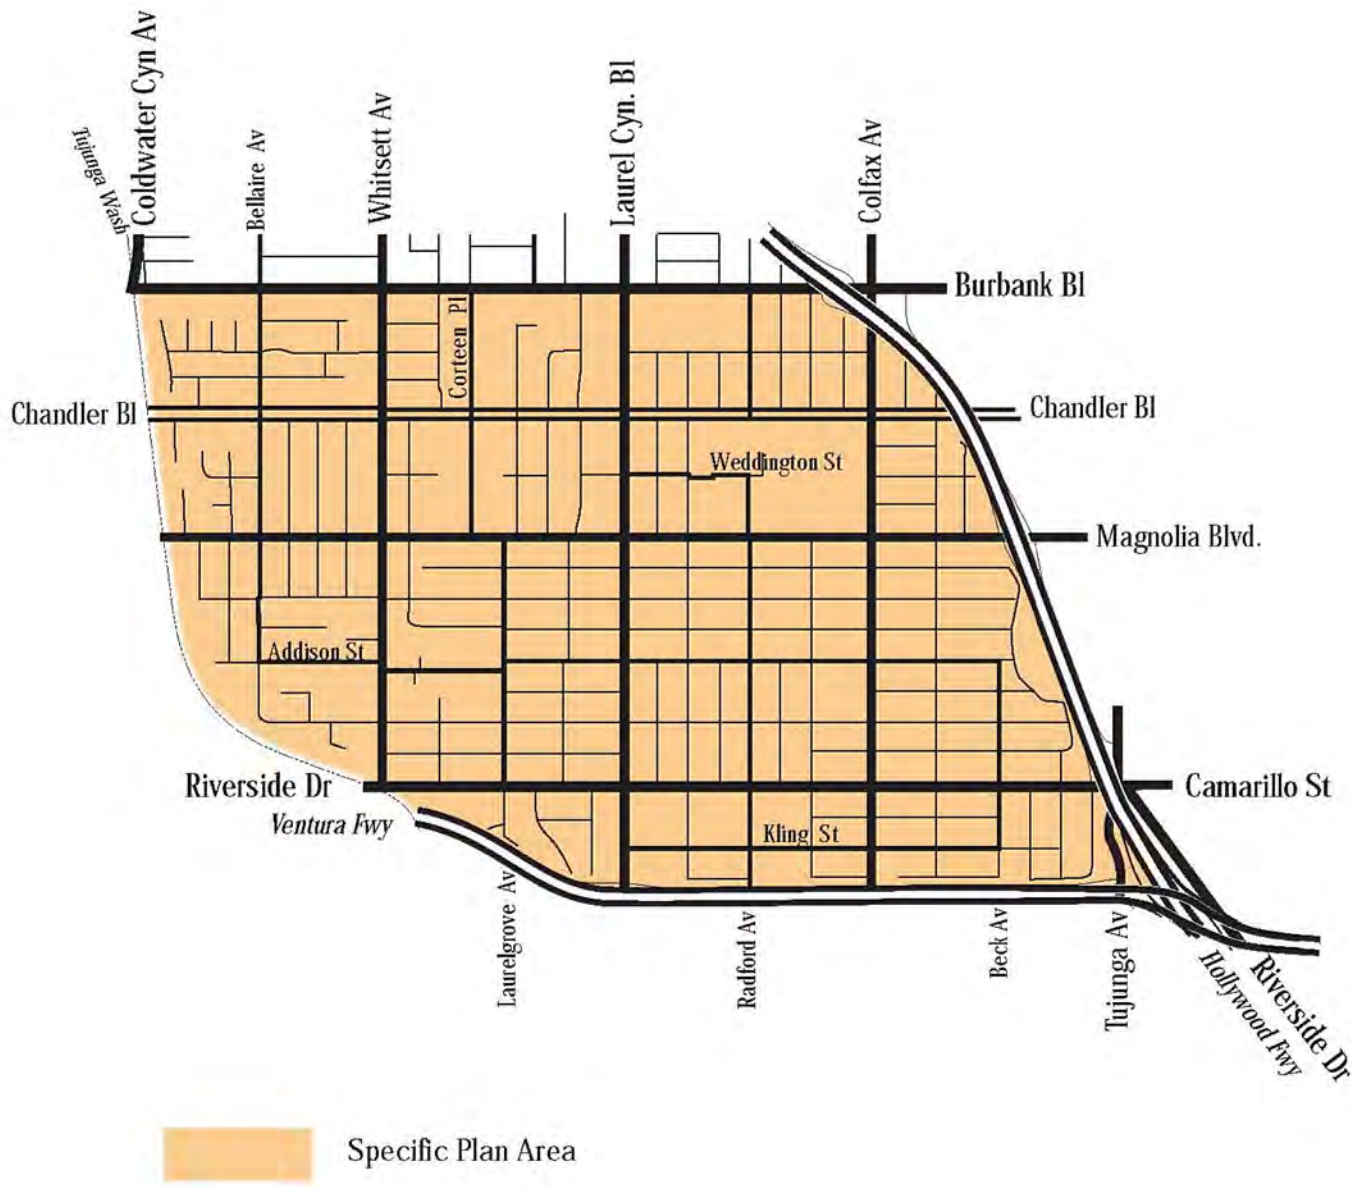 Tujunga Wash
Coldwater Cyn Av
Bellaire Av
Whitsett Av
Laurel Cyn. Bl
Colfax Av
Burbank Bl
Corteen Pl
Chandler Bl
Chandler Bl
Weddington St
Magnolia Blvd.
Addison St
Riverside Dr
Camarillo St
Ventura Fwy
Kling St
Laurelgrove Av
Radford Av
Beck Av
Tujunga Av
Hollywood Fwy
Riverside Dr
Specific Plan Area